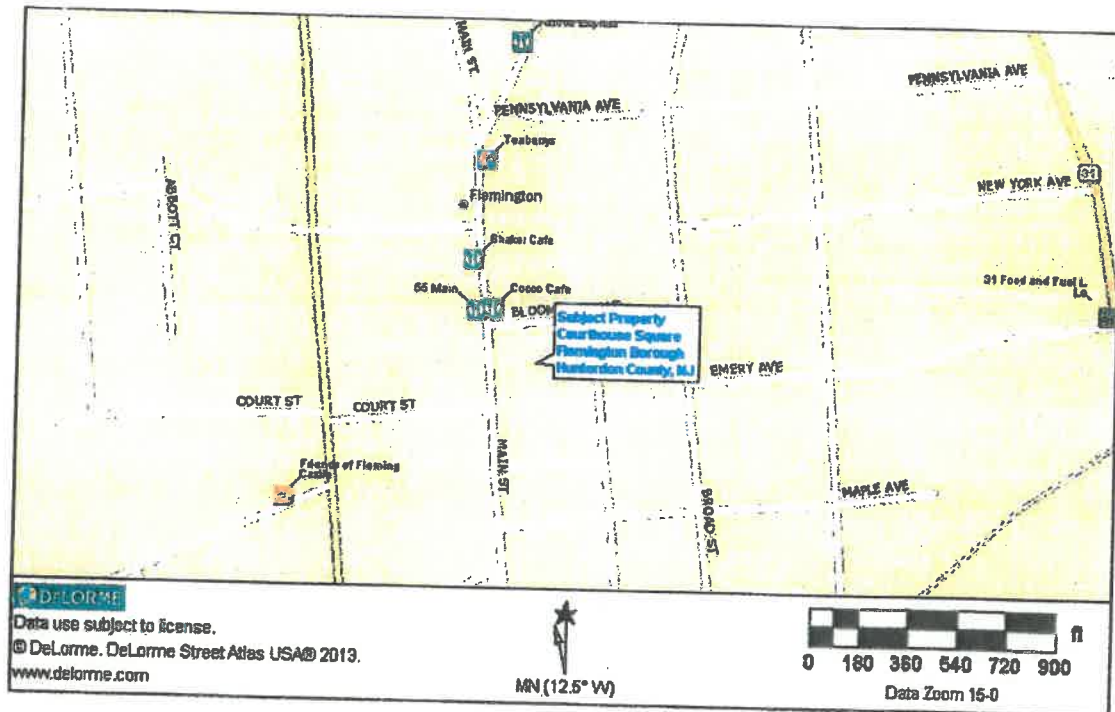 MAIN ST.
PENNSYLVANIA AVE
PENNSYLVANIA AVE
Teaberrys
Flemington
31
NEW YORK AVE
ABBOTT CT.
Shaker Cafe
55 Main
Cocco Cafe
31 Food and Fuel L
Subject Property
Courthouse Square
Flemington Borough
Hunterdon County, NJ
EMERY AVE
COURT ST
COURT ST
Friends of Fleming
Castle
MAIN ST
BROAD ST.
MAPLE AVE
DELORME
Data use subject to license.
© DeLorme. DeLorme Street Atlas USA® 2013.
www.delorme.com
MN (12.5° W)
ft
0 180 360 540 720 900
Data Zoom 15-0